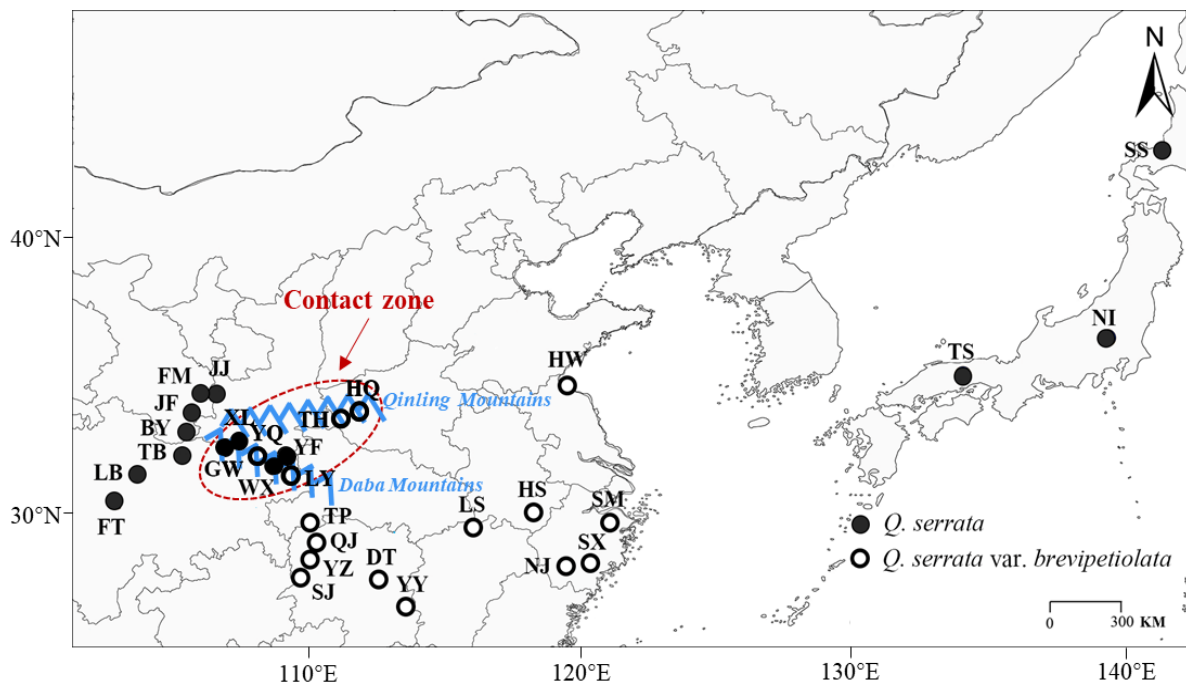 N
SS
40°N
Contact zone
NI
HW
TS
FM
JJ
HQ
Qinling Mountains
JF
XL
TH
BY
YQ
YF
TB
GW
LB
WX
LY
Daba Mountains
FT
30°N
LS
HS
SM
TP
Q. serrata
QJ
SX
YZ
DT
NJ
Q. serrata var. brevipetiolata
SJ
YY
0 300 KM
110°E
120°E
130°E
140°E